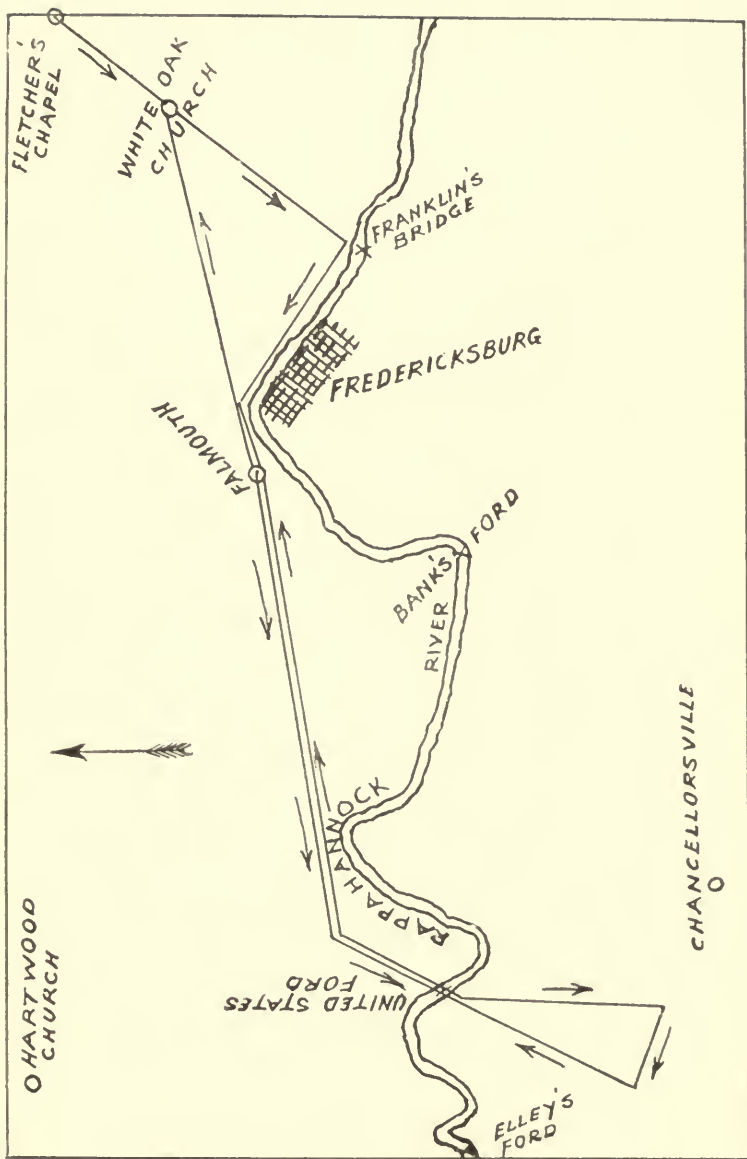 FLETCHER'S
CHAPEL
WHITE OAK
CHURCH
FRANKLIN'S
BRIDGE
FREDERICKSBURG
FALMOUTH
BANK'S FORD
RIVER
RAPPAHANNOCK
HARTWOOD
CHURCH
UNITED STATES
FORD
CHANCELLORSVILLE
ELLEY'S
FORD